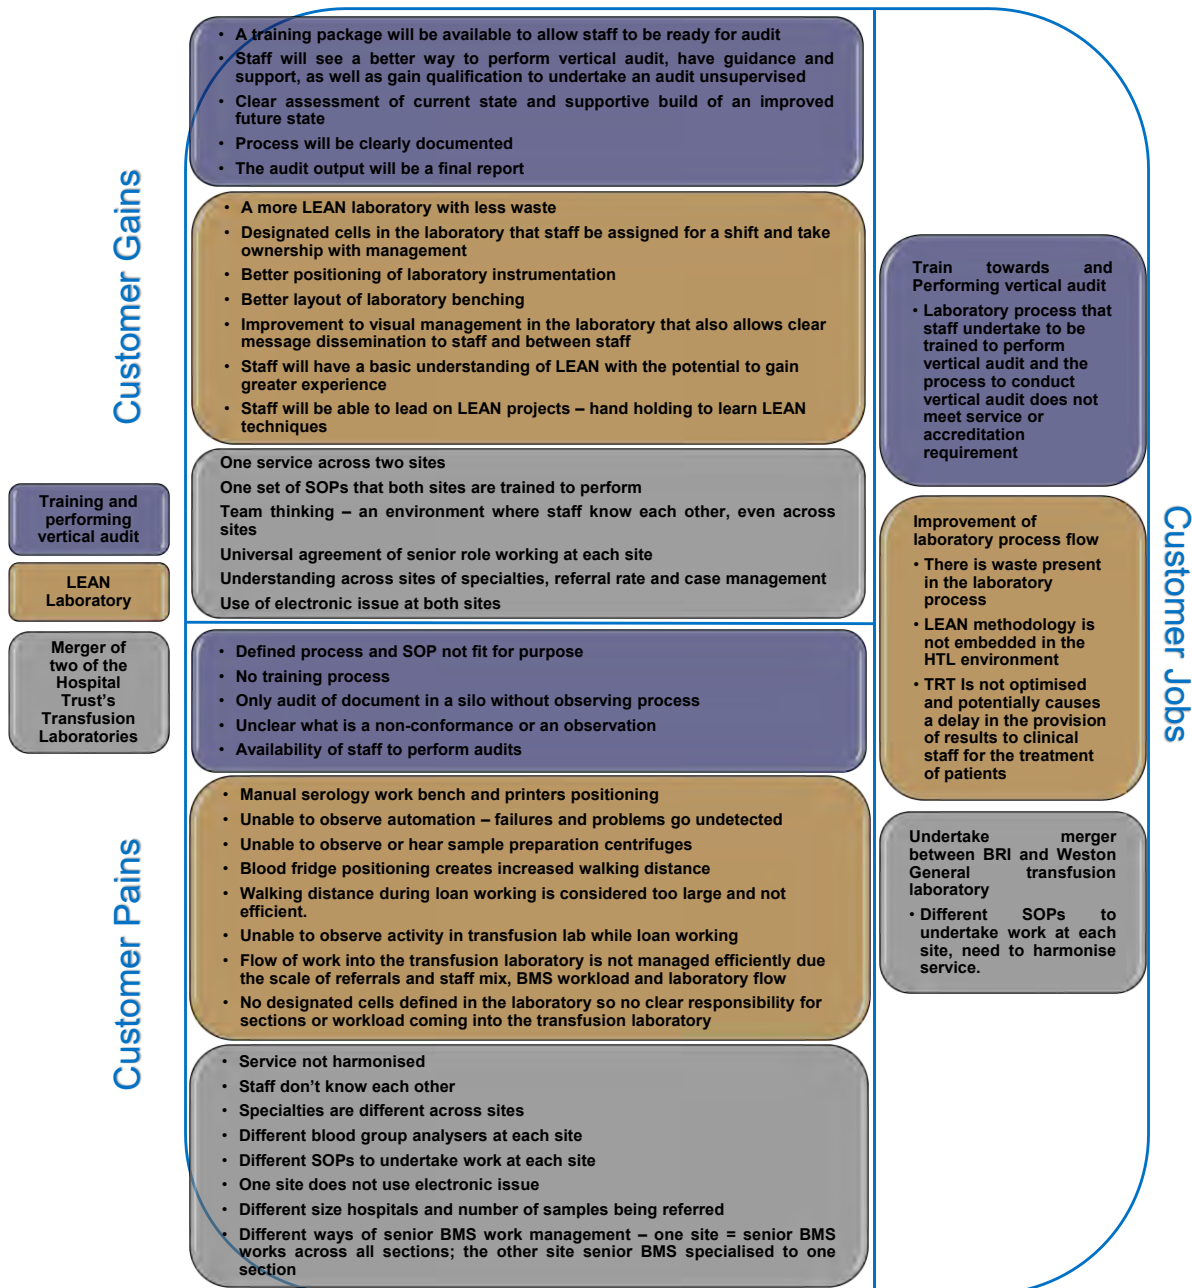 Customer Gains
• A training package will be available to allow staff to be ready for audit
• Staff will see a better way to perform vertical audit, have guidance and
support, as well as gain qualification to undertake an audit unsupervised
• Clear assessment of current state and supportive build of an improved
future state
• Process will be clearly documented
• The audit output will be a final report
• A more LEAN laboratory with less waste
• Designated cells in the laboratory that staff be assigned for a shift and take
ownership with management
• Better positioning of laboratory instrumentation
• Better layout of laboratory benching
• Improvement to visual management in the laboratory that also allows clear
message dissemination to staff and between staff
• Staff will have a basic understanding of LEAN with the potential to gain
greater experience
• Staff will be able to lead on LEAN projects – hand holding to learn LEAN
techniques
One service across two sites
One set of SOPs that both sites are trained to perform
Team thinking – an environment where staff know each other, even across
sites
Universal agreement of senior role working at each site
Understanding across sites of specialties, referral rate and case management
Use of electronic issue at both sites
Training and
performing
vertical audit
LEAN
Laboratory
Merger of
two of the
Hospital
Trust's
Transfusion
Laboratories
Customer Pains
• Defined process and SOP not fit for purpose
• No training process
• Only audit of document in a silo without observing process
• Unclear what is a non-conformance or an observation
• Availability of staff to perform audits
• Manual serology work bench and printers positioning
• Unable to observe automation – failures and problems go undetected
• Unable to observe or hear sample preparation centrifuges
• Blood fridge positioning creates increased walking distance
• Walking distance during loan working is considered too large and not
efficient.
• Unable to observe activity in transfusion lab while loan working
• Flow of work into the transfusion laboratory is not managed efficiently due
the scale of referrals and staff mix, BMS workload and laboratory flow
• No designated cells defined in the laboratory so no clear responsibility for
sections or workload coming into the transfusion laboratory
• Service not harmonised
• Staff don't know each other
• Specialties are different across sites
• Different blood group analysers at each site
• Different SOPs to undertake work at each site
• One site does not use electronic issue
• Different size hospitals and number of samples being referred
• Different ways of senior BMS work management – one site = senior BMS
works across all sections; the other site senior BMS specialised to one
section
Customer Jobs
Train towards and
Performing vertical audit
• Laboratory process that
staff undertake to be
trained to perform
vertical audit and the
process to conduct
vertical audit does not
meet service or
accreditation
requirement
Improvement of
laboratory process flow
• There is waste present
in the laboratory
process
• LEAN methodology is
not embedded in the
HTL environment
• TRT Is not optimised
and potentially causes
a delay in the provision
of results to clinical
staff for the treatment
of patients
Undertake merger
between BRI and Weston
General transfusion
laboratory
• Different SOPs to
undertake work at each
site, need to harmonise
service.